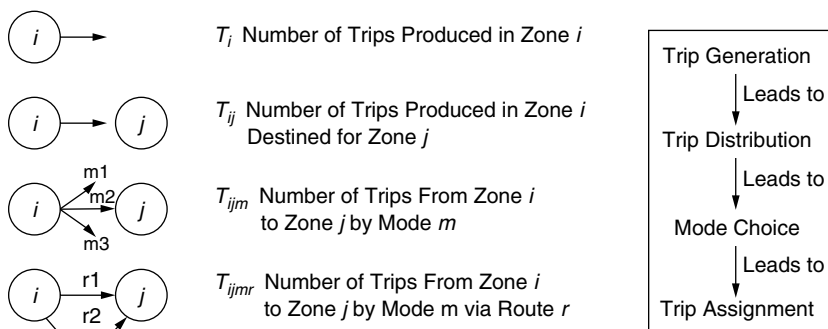 i
T_i Number of Trips Produced in Zone i
i
j
T_ij Number of Trips Produced in Zone i
Destined for Zone j
i
m1
m2
m3
j
T_ijm Number of Trips From Zone i
to Zone j by Mode m
i
r1
r2
j
T_ijmr Number of Trips From Zone i
to Zone j by Mode m via Route r
Trip Generation
Leads to
Trip Distribution
Leads to
Mode Choice
Leads to
Trip Assignment